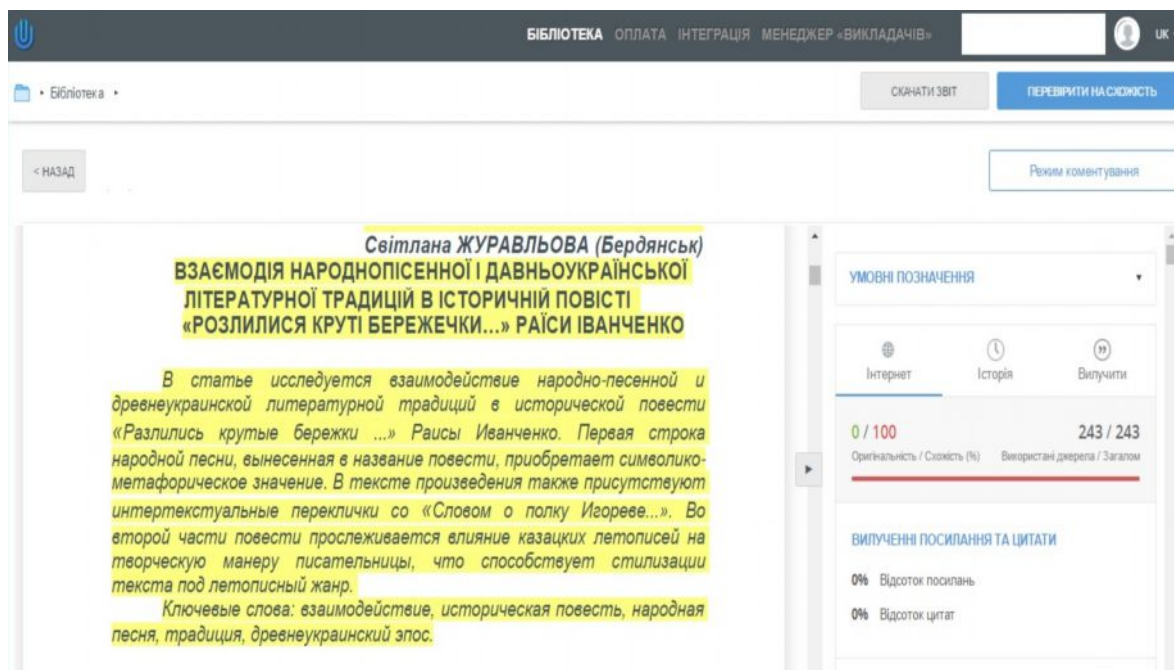 БІБЛІОТЕКА ОПЛАТА ІНТЕГРАЦІЯ МЕНЕДЖЕР «ВИКЛАДАЧІВ» UK
Бібліотека
СКАЧАТИ ЗВІТ
ПЕРЕВІРИТИ НА СХОЖІСТЬ
< НАЗАД
Режим коментування
Світлана ЖУРАВЛЬОВА (Бердянськ)
ВЗАЄМОДІЯ НАРОДНОПІСЕННОЇ І ДАВНЬОУКРАЇНСЬКОЇ
ЛІТЕРАТУРНОЇ ТРАДИЦІЙ В ІСТОРИЧНІЙ ПОВІСТІ
«РОЗЛИЛИСЯ КРУТІ БЕРЕЖЕЧКИ...» РАЇСИ ІВАНЧЕНКО
В статье исследуется взаимодействие народно-песенной и
древнеукраинской литературной традиций в исторической повести
«Разлились крутые бережки ...» Раисы Иванченко. Первая строка
народной песни, вынесенная в название повести, приобретает символико-
метафорическое значение. В тексте произведения также присутствуют
интертекстуальные переклички со «Словом о полку Игореве...». Во
второй части повести прослеживается влияние казацких летописей на
творческую манеру писательницы, что способствует стилизации
текста под летописный жанр.
Ключевые слова: взаимодействие, историческая повесть, народная
песня, традиция, древнеукраинский эпос.
УМОВНІ ПОЗНАЧЕННЯ
Інтернет Історія Вилучити
0 / 100 243 / 243
Оригінальність / Схожість (%) Використані джерела / Загалом
ВИЛУЧЕННІ ПОСИЛАННЯ ТА ЦИТАТИ
0% Відсоток посилань
0% Відсоток цитат